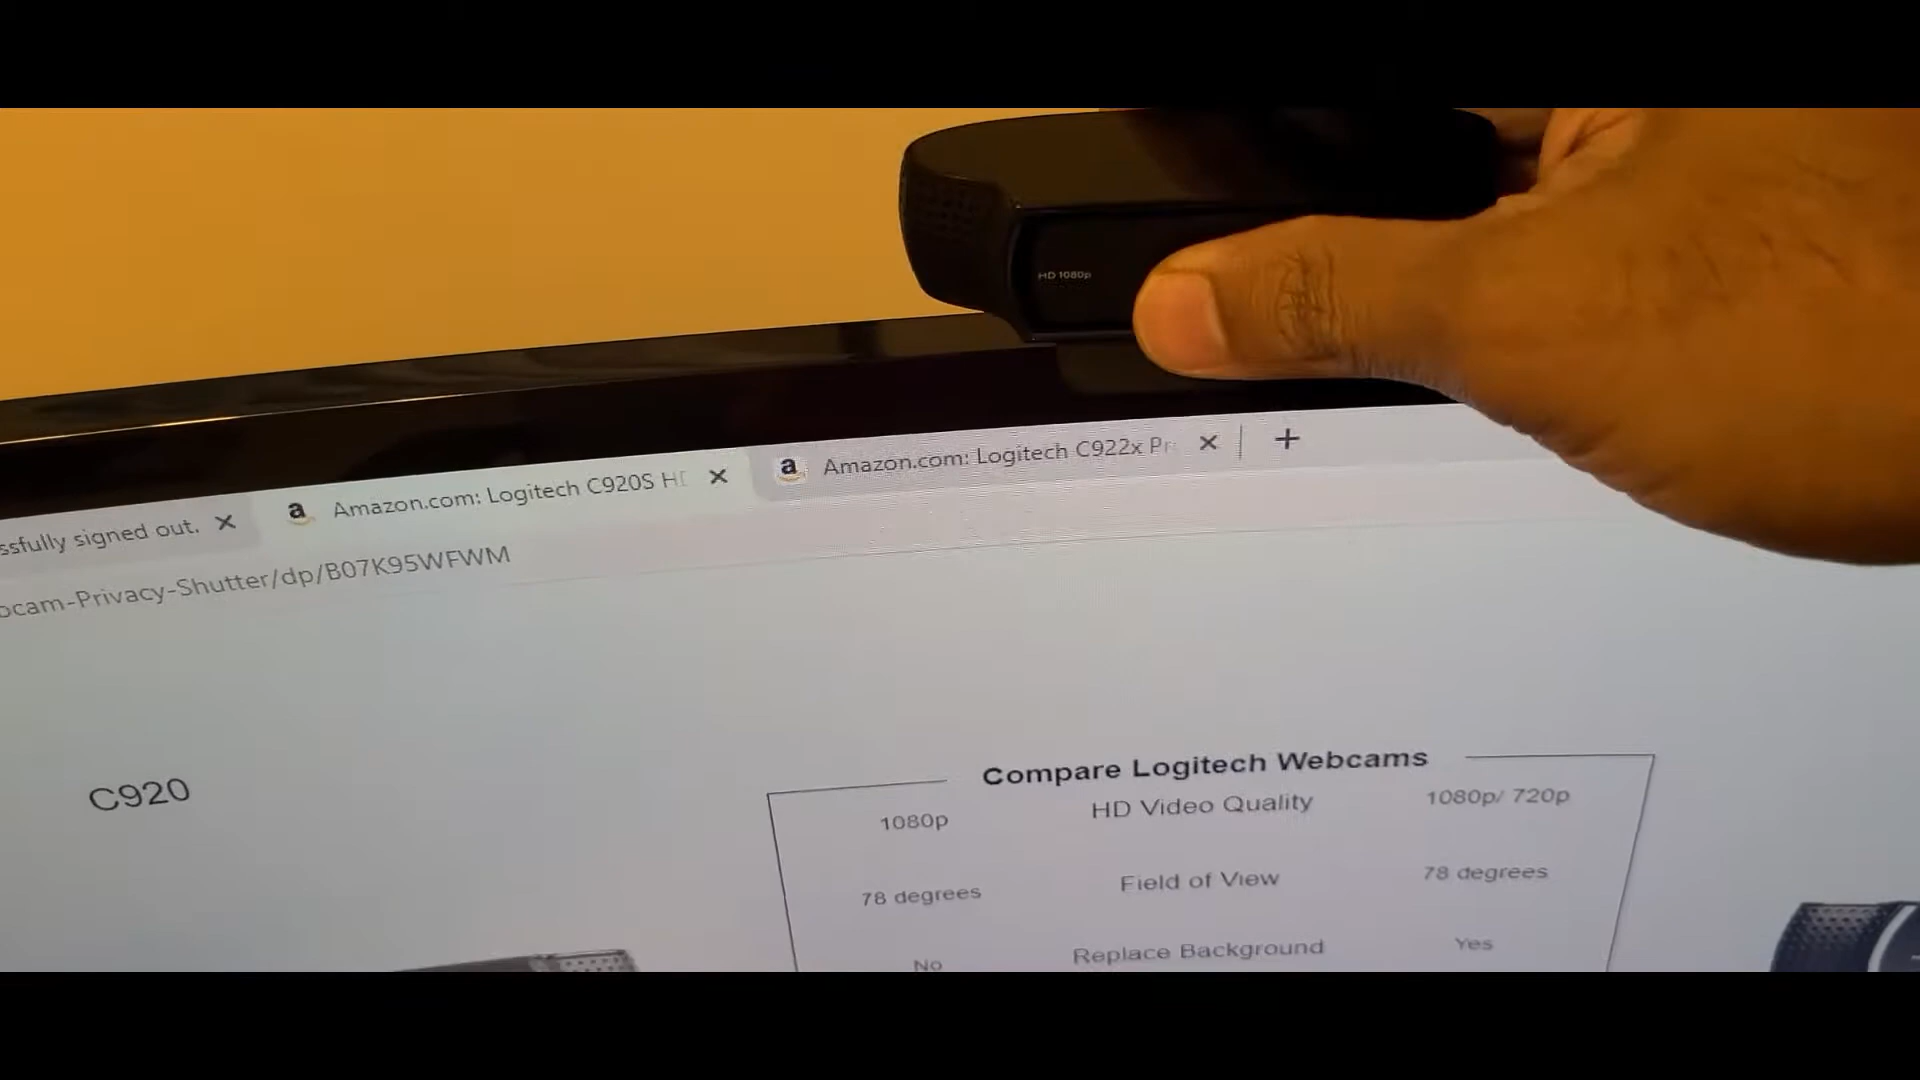 HD 1080p
ssfully signed out.
a Amazon.com: Logitech C920S HD
a Amazon.com: Logitech C922x Pr
ocam-Privacy-Shutter/dp/B07K95WFWM
C920
Compare Logitech Webcams
1080p HD Video Quality 1080p/ 720p
78 degrees Field of View 78 degrees
No Replace Background Yes